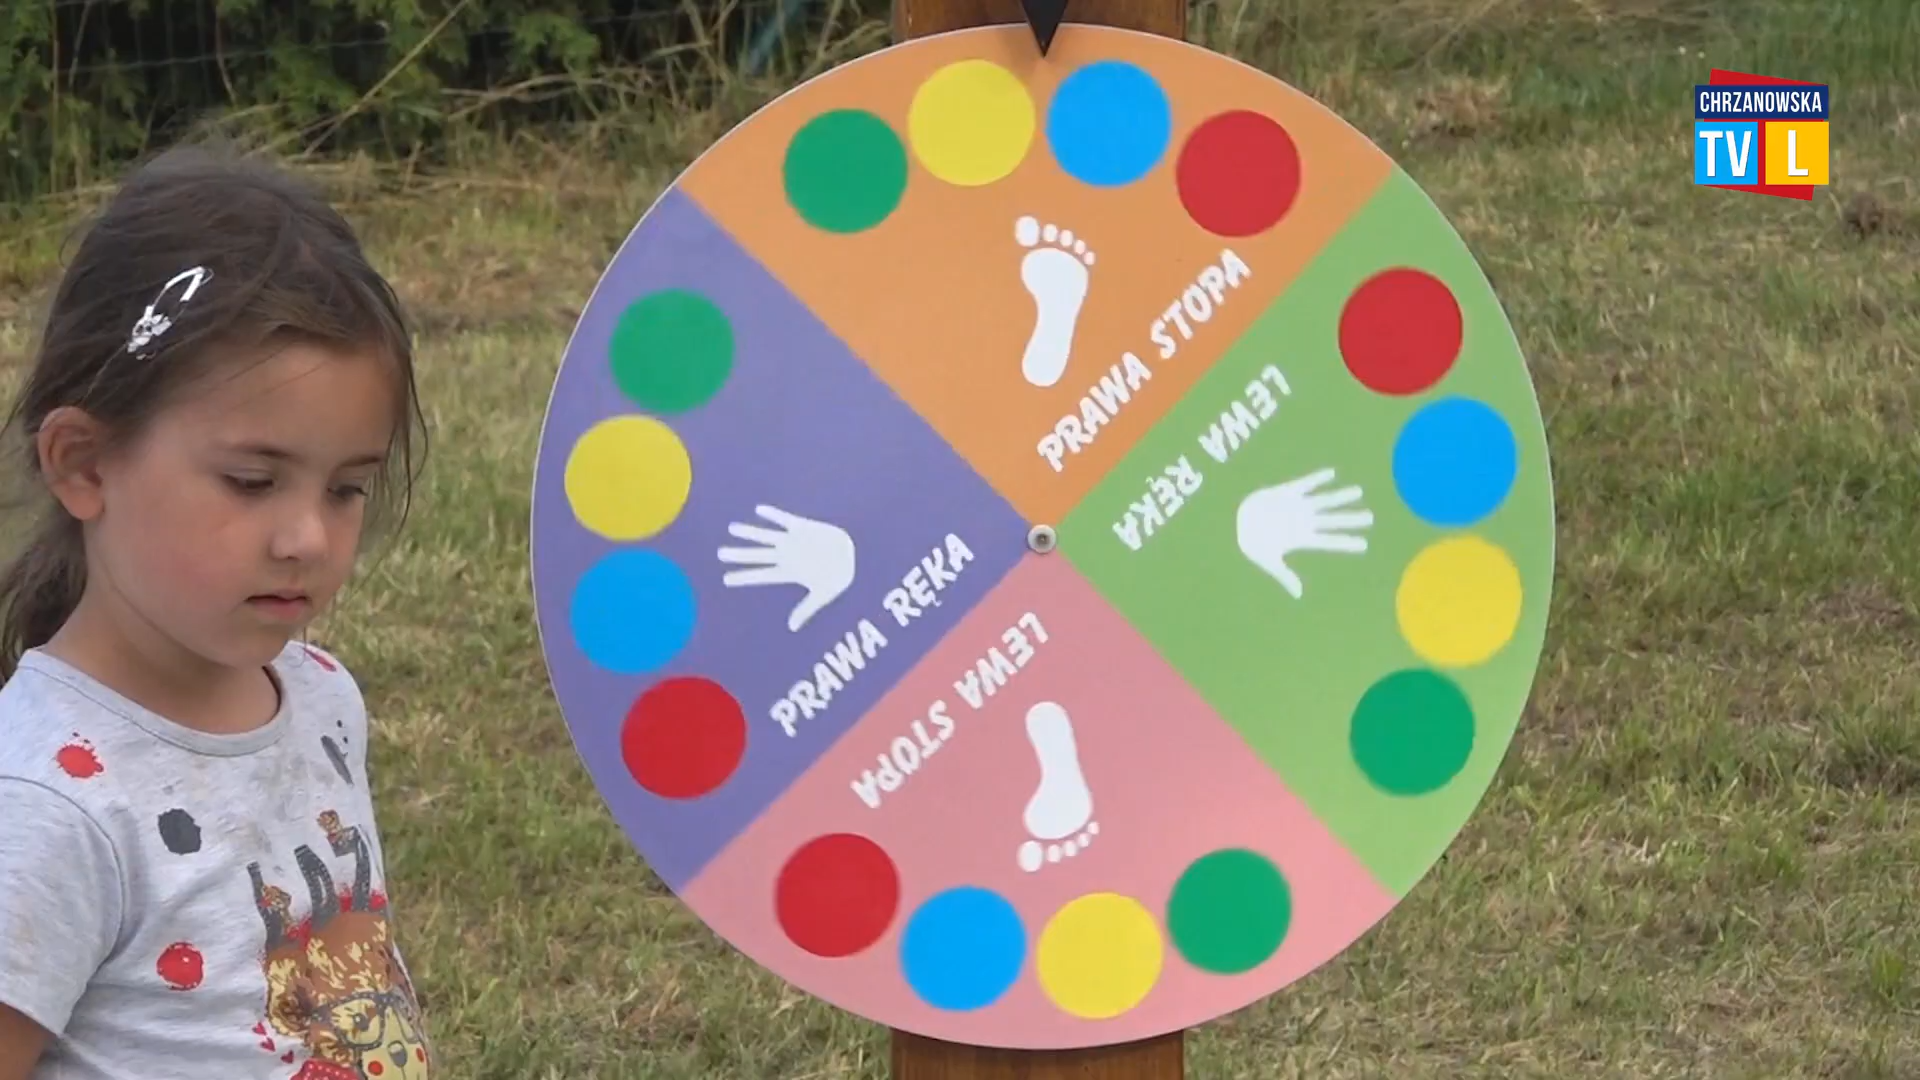 CHRZANOWSKA
TV L
PRAWA STOPA
LEWA RĘKA
PRAWA RĘKA
LEWA STOPA